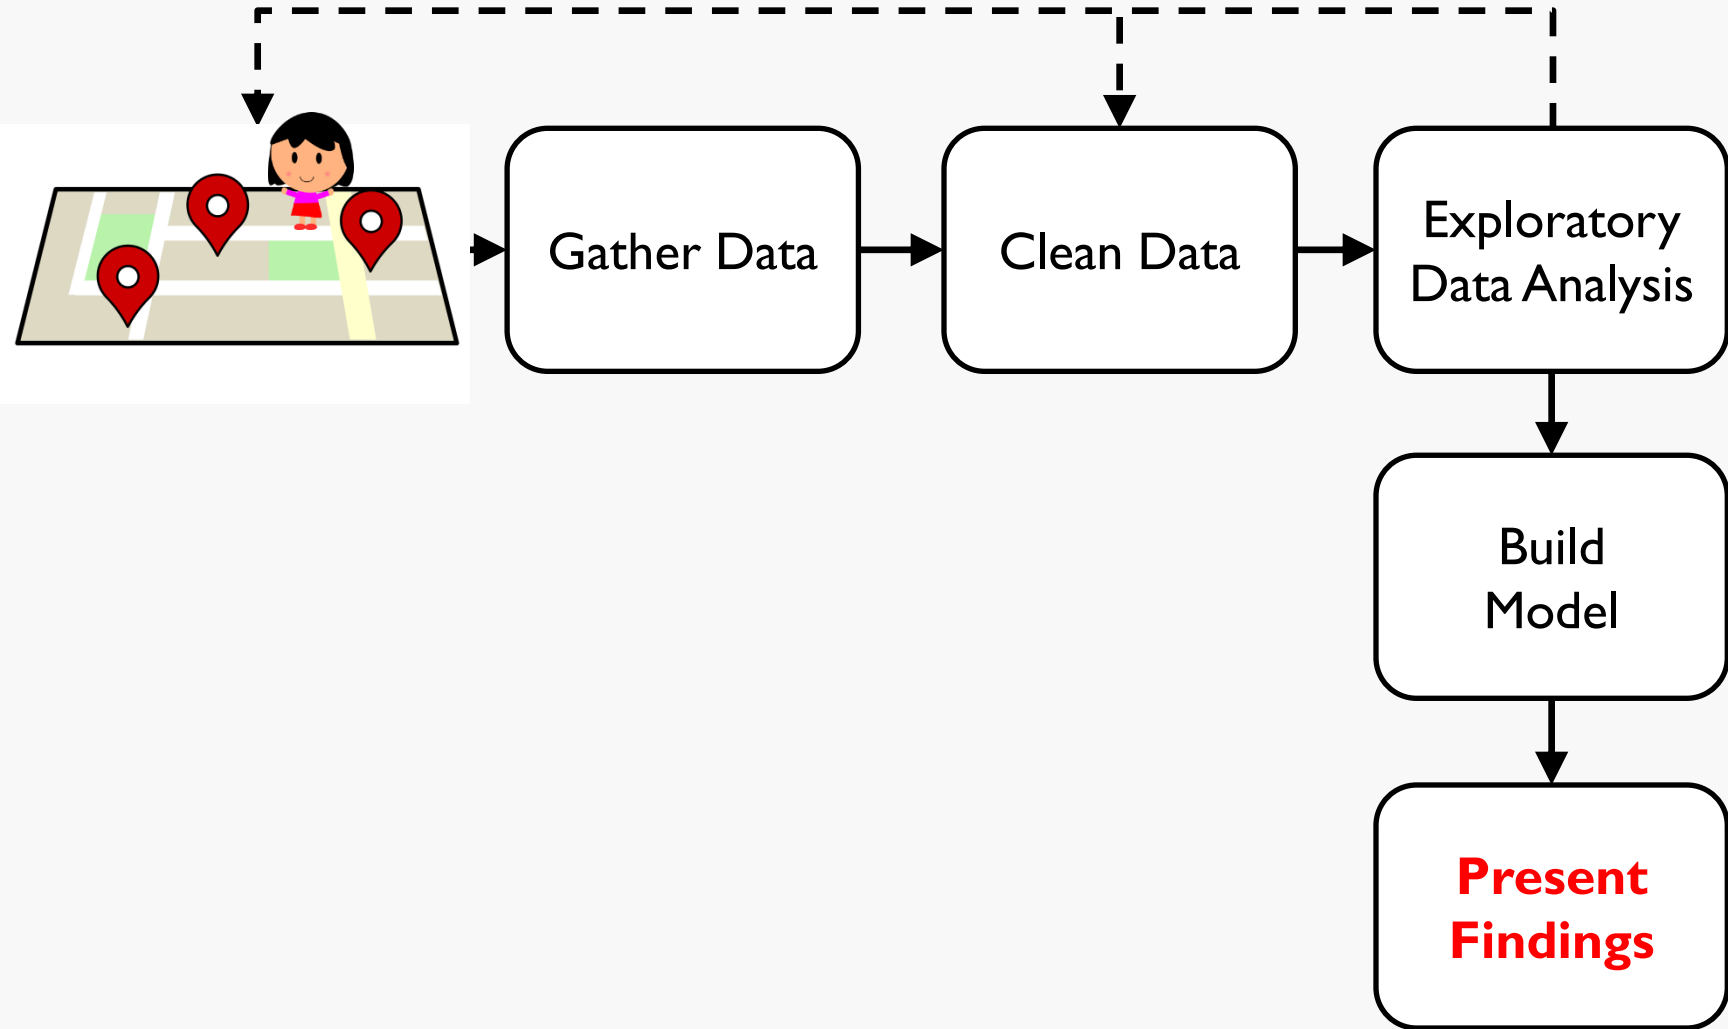 Gather Data
Clean Data
Exploratory
Data Analysis
Build
Model
Present
Findings